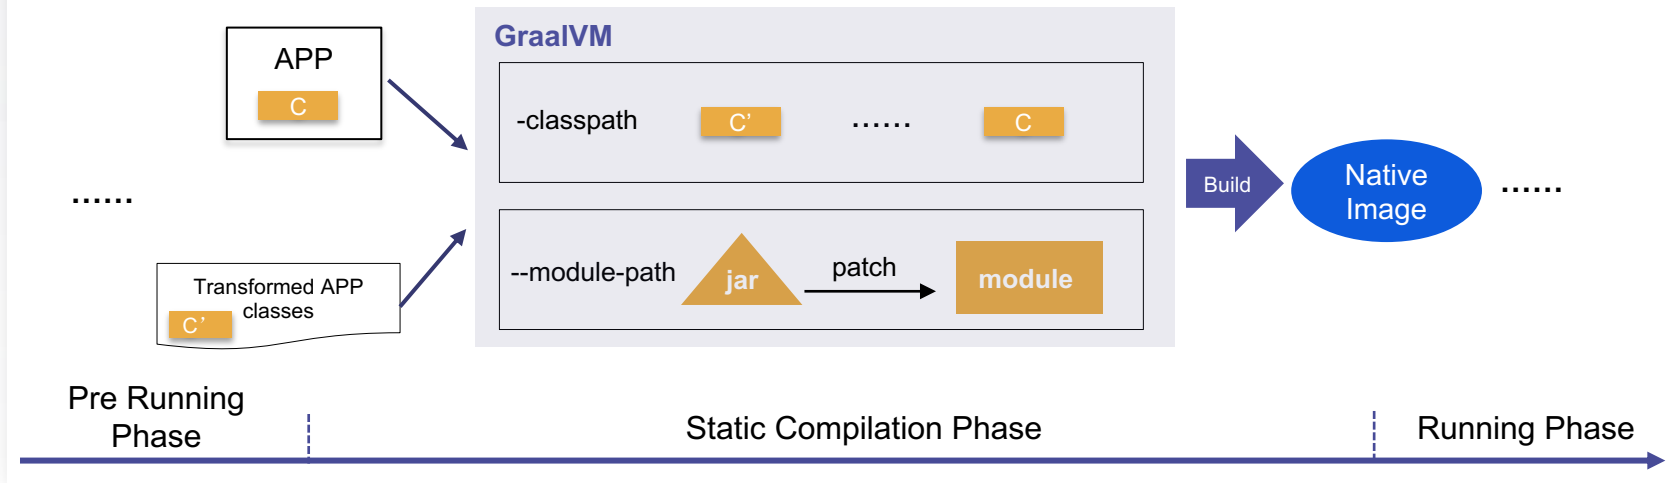 APP
C
......
Transformed APP
classes
C’
GraalVM
-classpath
C’
......
C
--module-path
jar
patch
module
Build
Native
Image
......
Pre Running
Phase
Static Compilation Phase
Running Phase